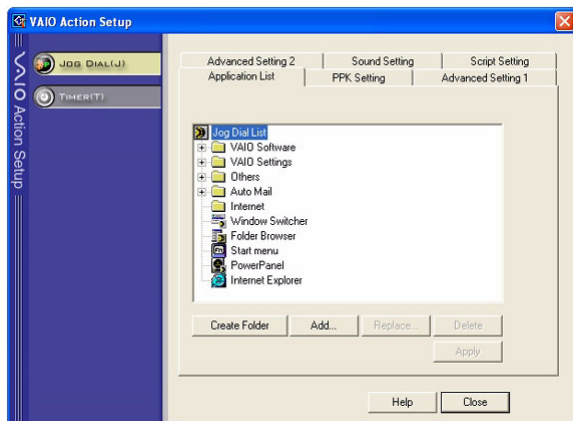 VAIO Action Setup
JOG DIAL(J)
TIMER(T)
VAIO Action Setup
Advanced Setting 2
Sound Setting
Script Setting
Application List
PPK Setting
Advanced Setting 1
Jog Dial List
VAIO Software
VAIO Settings
Others
Auto Mail
Internet
Window Switcher
Folder Browser
Start menu
PowerPanel
Internet Explorer
Create Folder
Add...
Replace...
Delete
Apply
Help
Close